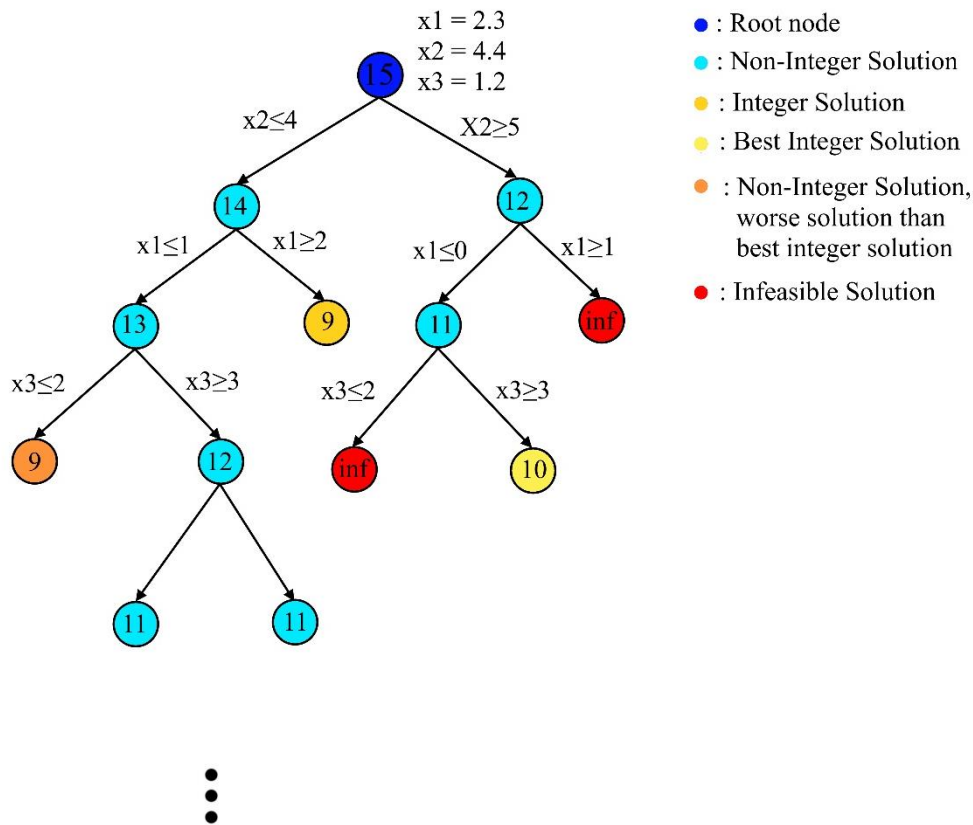 x1 = 2.3
x2 = 4.4
x3 = 1.2
15
x2≤4
X2≥5
14
12
x1≤1
x1≥2
x1≤0
x1≥1
13
9
11
inf
x3≤2
x3≥3
x3≤2
x3≥3
9
12
inf
10
11
11
: Root node
: Non-Integer Solution
: Integer Solution
: Best Integer Solution
: Non-Integer Solution,
worse solution than
best integer solution
: Infeasible Solution